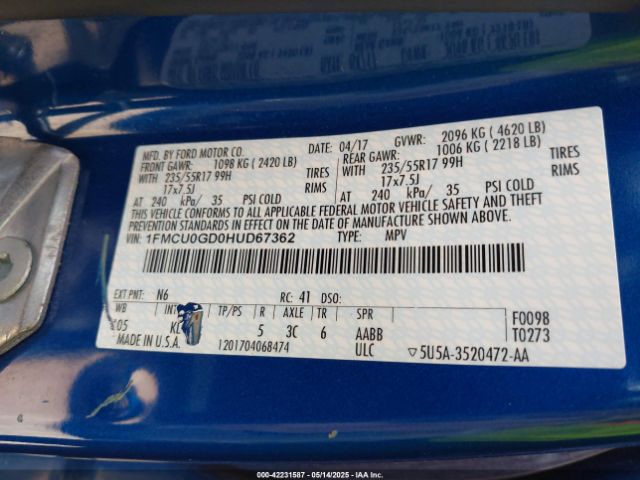 MFD. BY FORD MOTOR CO. DATE 04/17 GVWR: 2096 KG ( 4620 LB)
FRONT GAWR: 1098 KG ( 2420 LB) REAR GAWR: 1006 KG ( 2218 LB)
WITH 235/55R17 99H TIRES WITH 235/55R17 99H TIRES
17x7.5J RIMS 17x7.5J RIMS
AT 240 kPa/ 35 PSI COLD AT 240 kPa/ 35 PSI COLD
THIS VEHICLE CONFORMS TO ALL APPLICABLE FEDERAL MOTOR VEHICLE SAFETY AND THEFT
PREVENTION STANDARDS IN EFFECT ON THE DATE OF MANUFACTURE SHOWN ABOVE.
VIN: 1FMCU0GD0HUD67362 TYPE: MPV
EXT PNT: N6 RC: 41 DSO:
WB INT TP/PS R AXLE TR SPR F0098
105 KL 5 3C 6 AABB T0273
MADE IN U.S.A. 1201704068474 ULC ▽5U5A-3520472-AA
000-42231587 | 05/14/2025 | IAA Inc.